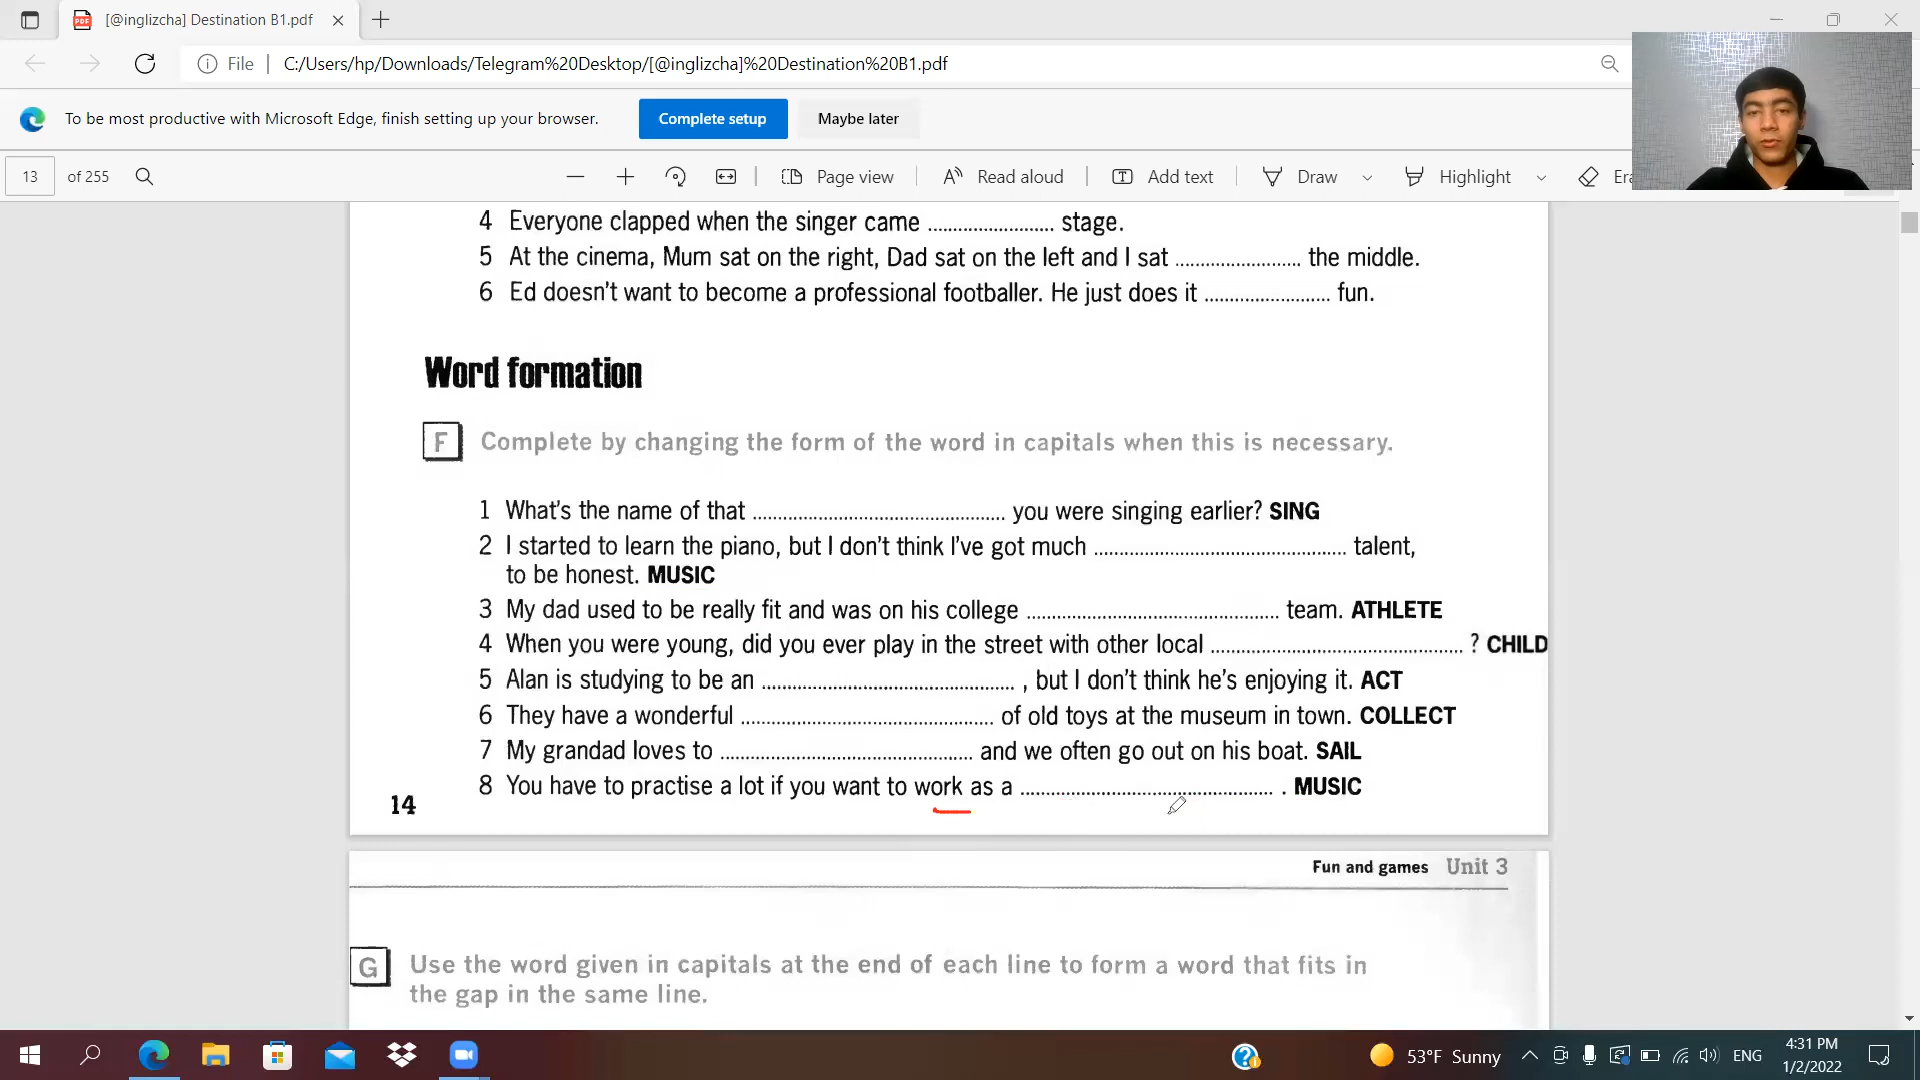 [@inglizcha] Destination B1.pdf
File | C:/Users/hp/Downloads/Telegram%20Desktop/[@inglizcha]%20Destination%20B1.pdf
To be most productive with Microsoft Edge, finish setting up your browser. Complete setup Maybe later
13 of 255 Page view Read aloud Add text Draw Highlight
4 Everyone clapped when the singer came ......................... stage.
5 At the cinema, Mum sat on the right, Dad sat on the left and I sat ......................... the middle.
6 Ed doesn't want to become a professional footballer. He just does it ......................... fun.
Word formation
F Complete by changing the form of the word in capitals when this is necessary.
1 What's the name of that .................................................. you were singing earlier? SING
2 I started to learn the piano, but I don't think I've got much .................................................. talent,
to be honest. MUSIC
3 My dad used to be really fit and was on his college .................................................. team. ATHLETE
4 When you were young, did you ever play in the street with other local .................................................. ? CHILD
5 Alan is studying to be an .................................................. , but I don't think he's enjoying it. ACT
6 They have a wonderful .................................................. of old toys at the museum in town. COLLECT
7 My grandad loves to .................................................. and we often go out on his boat. SAIL
8 You have to practise a lot if you want to work as a .................................................. . MUSIC
14
Fun and games Unit 3
G Use the word given in capitals at the end of each line to form a word that fits in
the gap in the same line.
53°F Sunny ENG 4:31 PM
1/2/2022